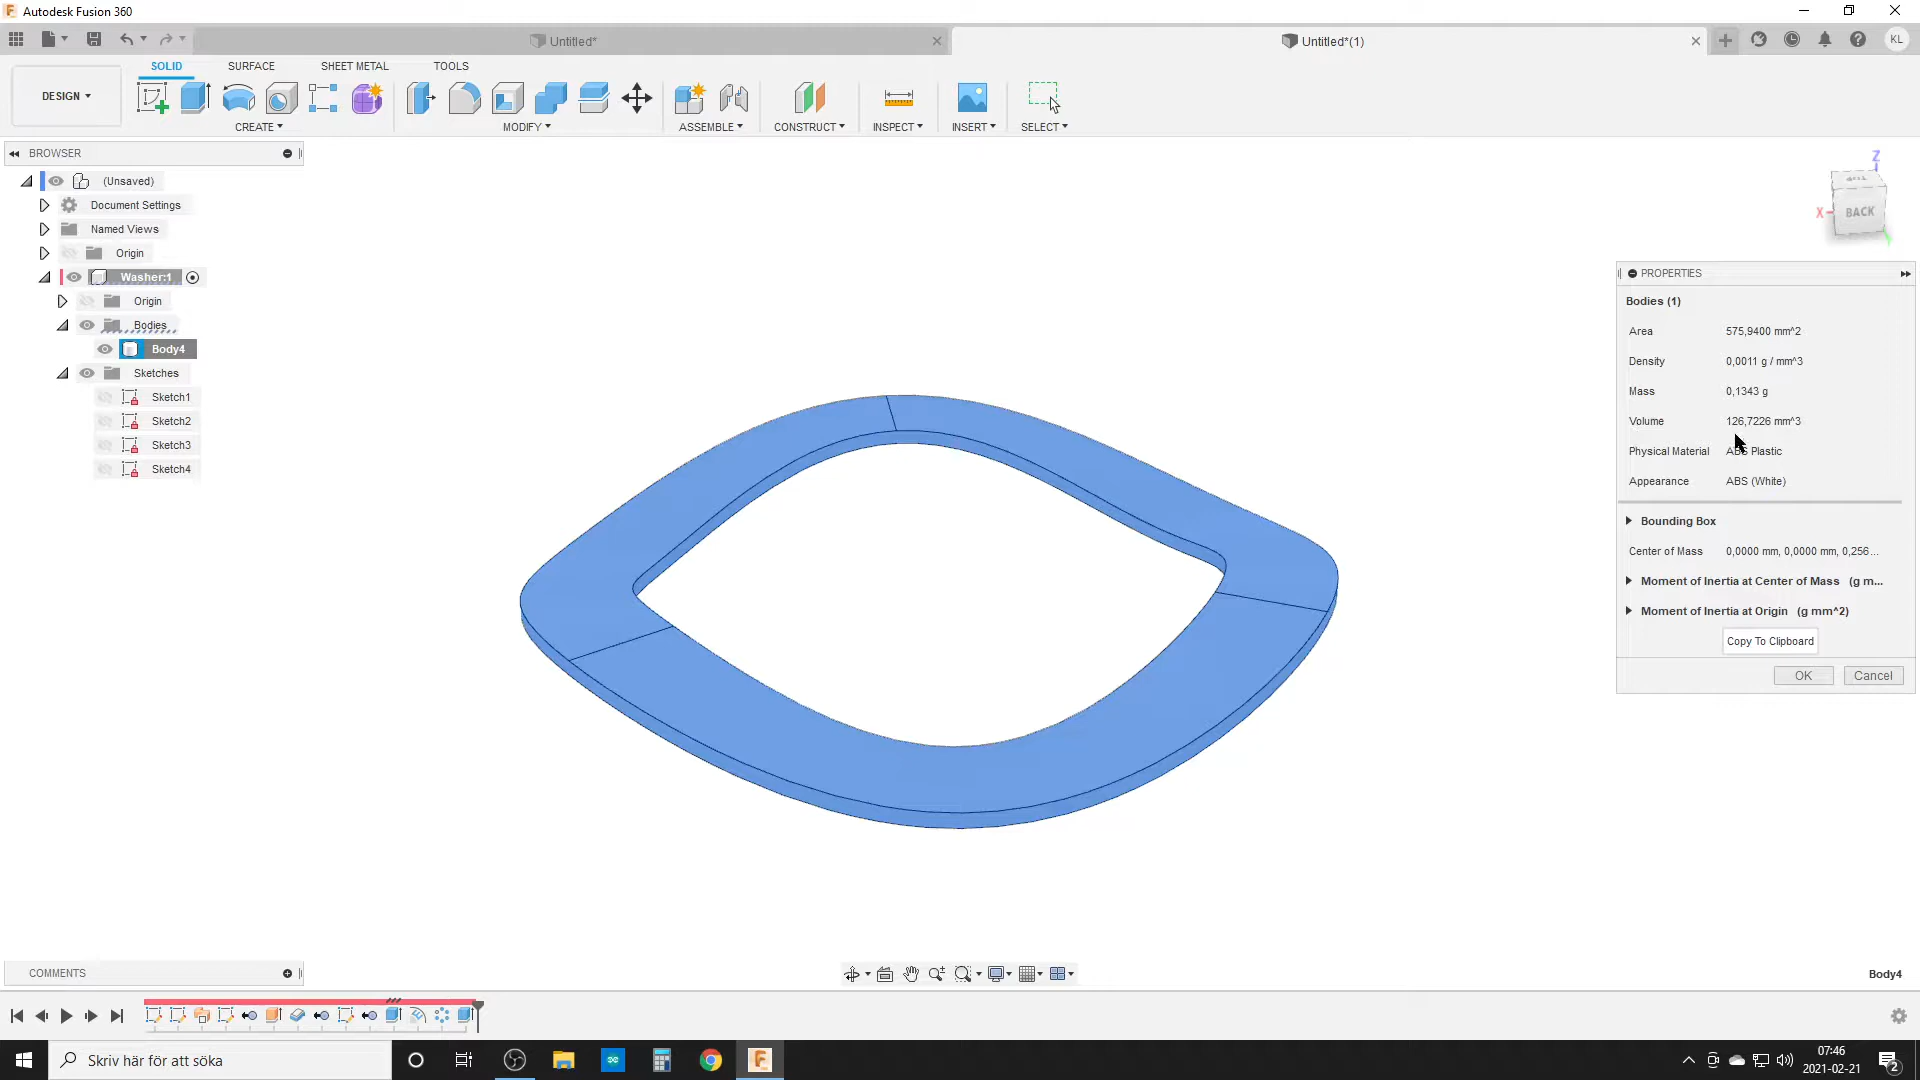 Autodesk Fusion 360
Untitled*
Untitled*(1)
KL
SOLID SURFACE SHEET METAL TOOLS
DESIGN
CREATE MODIFY ASSEMBLE CONSTRUCT INSPECT INSERT SELECT
BROWSER
(Unsaved)
Document Settings
Named Views
Origin
Washer:1
Origin
Bodies
Body4
Sketches
Sketch1
Sketch2
Sketch3
Sketch4
Z
TOP
X
BACK
PROPERTIES
Bodies (1)
Area 575,9400 mm^2
Density 0,0011 g / mm^3
Mass 0,1343 g
Volume 126,7226 mm^3
Physical Material ABS Plastic
Appearance ABS (White)
Bounding Box
Center of Mass 0,0000 mm, 0,0000 mm, 0,256...
Moment of Inertia at Center of Mass (g m...
Moment of Inertia at Origin (g mm^2)
Copy To Clipboard
OK Cancel
COMMENTS
Body4
Skriv här för att söka
07:46
2021-02-21
2